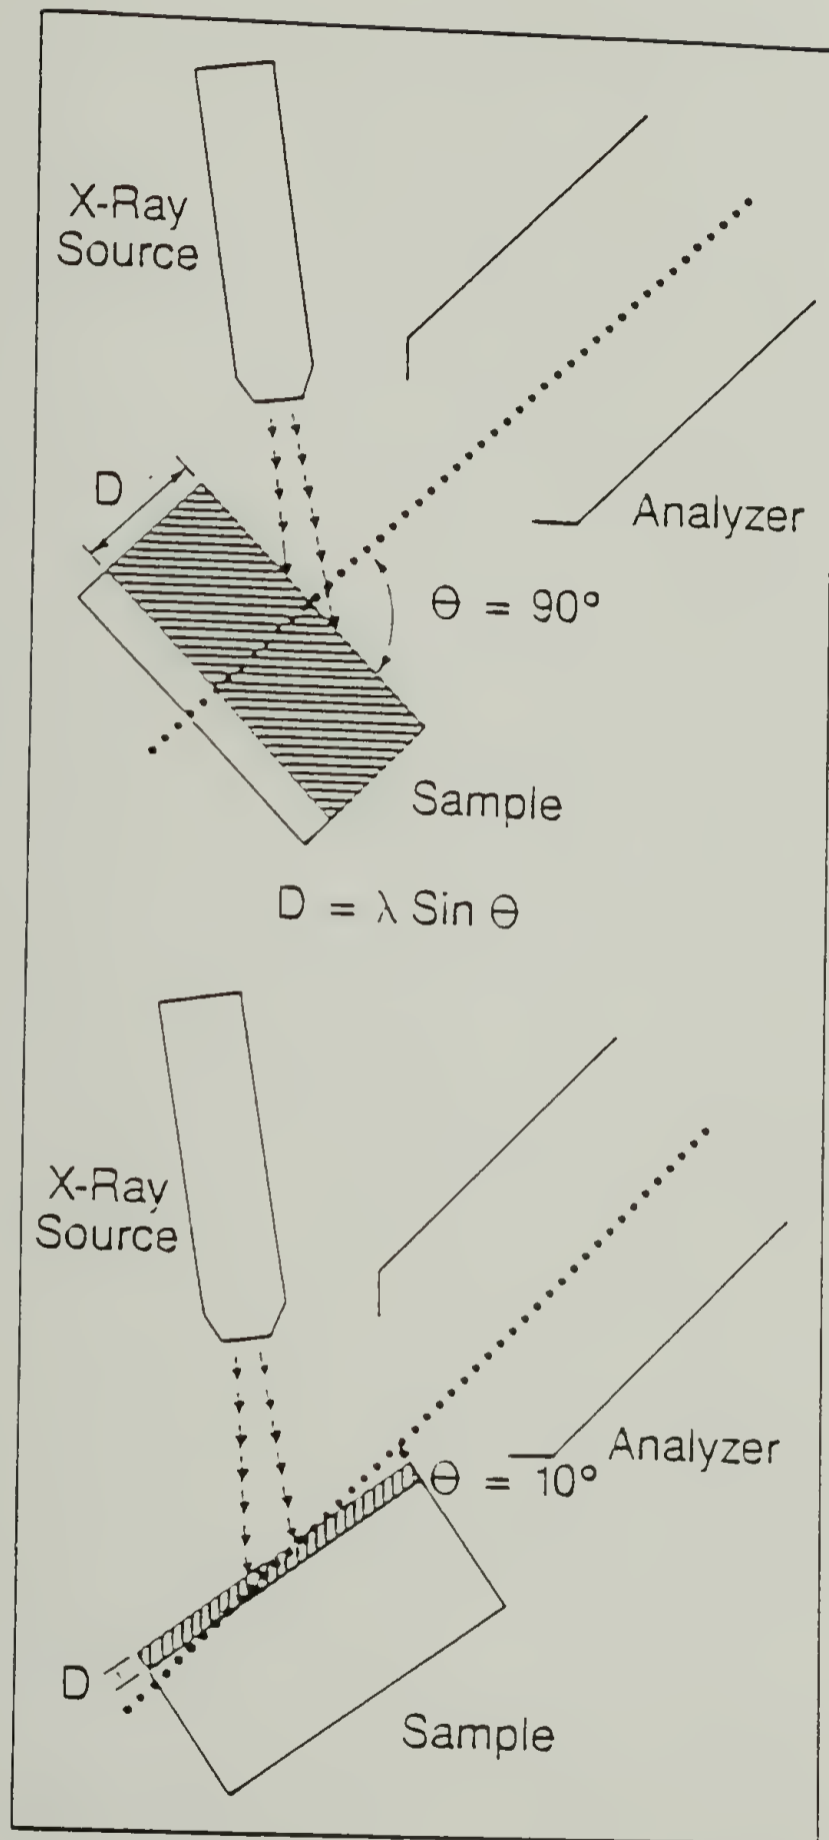 X-Ray
Source
D
Analyzer
Θ = 90°
Sample
D = λ Sin Θ
X-Ray
Source
Analyzer
Θ = 10°
D
Sample